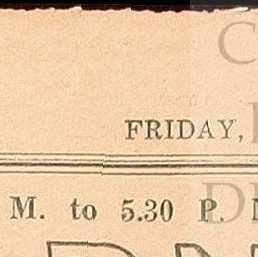 FRIDAY,
M. to 5.30 P.